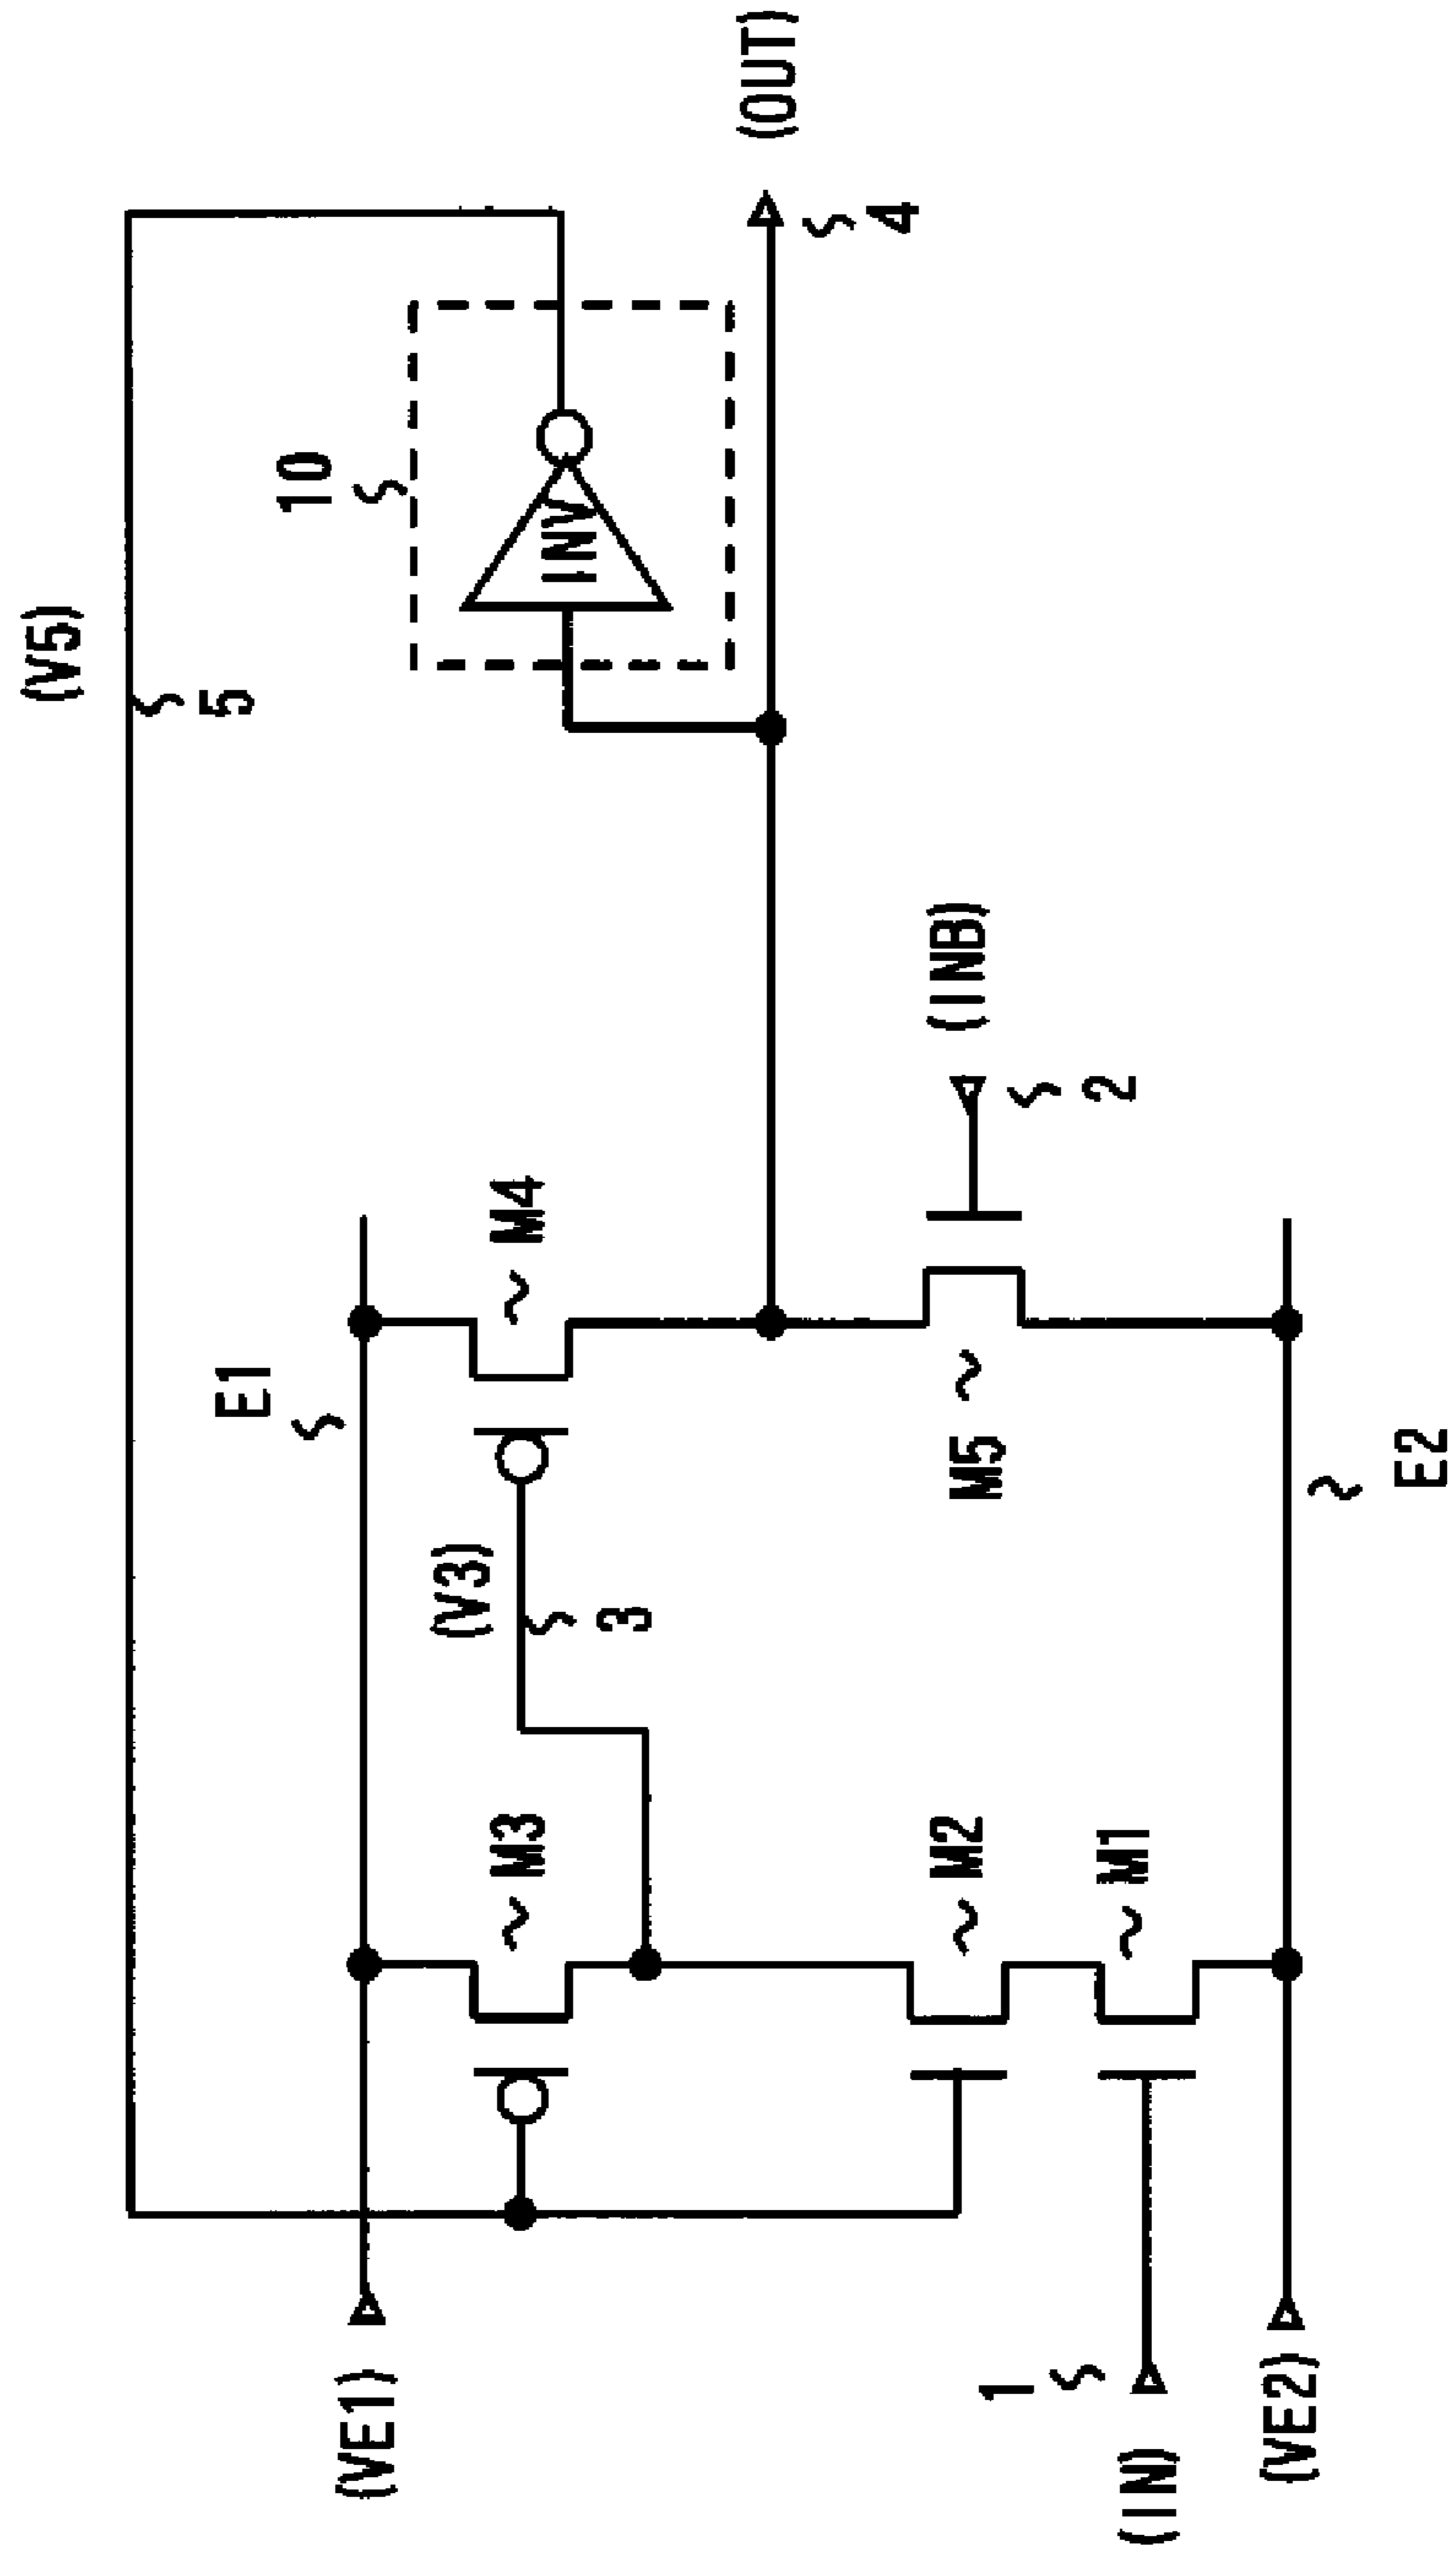 (V5)
5
10
INV
(OUT)
4
E1
M4
(V3)
3
M3
(INB)
2
M5
M2
M1
E2
(VE1)
1
(IN)
(VE2)